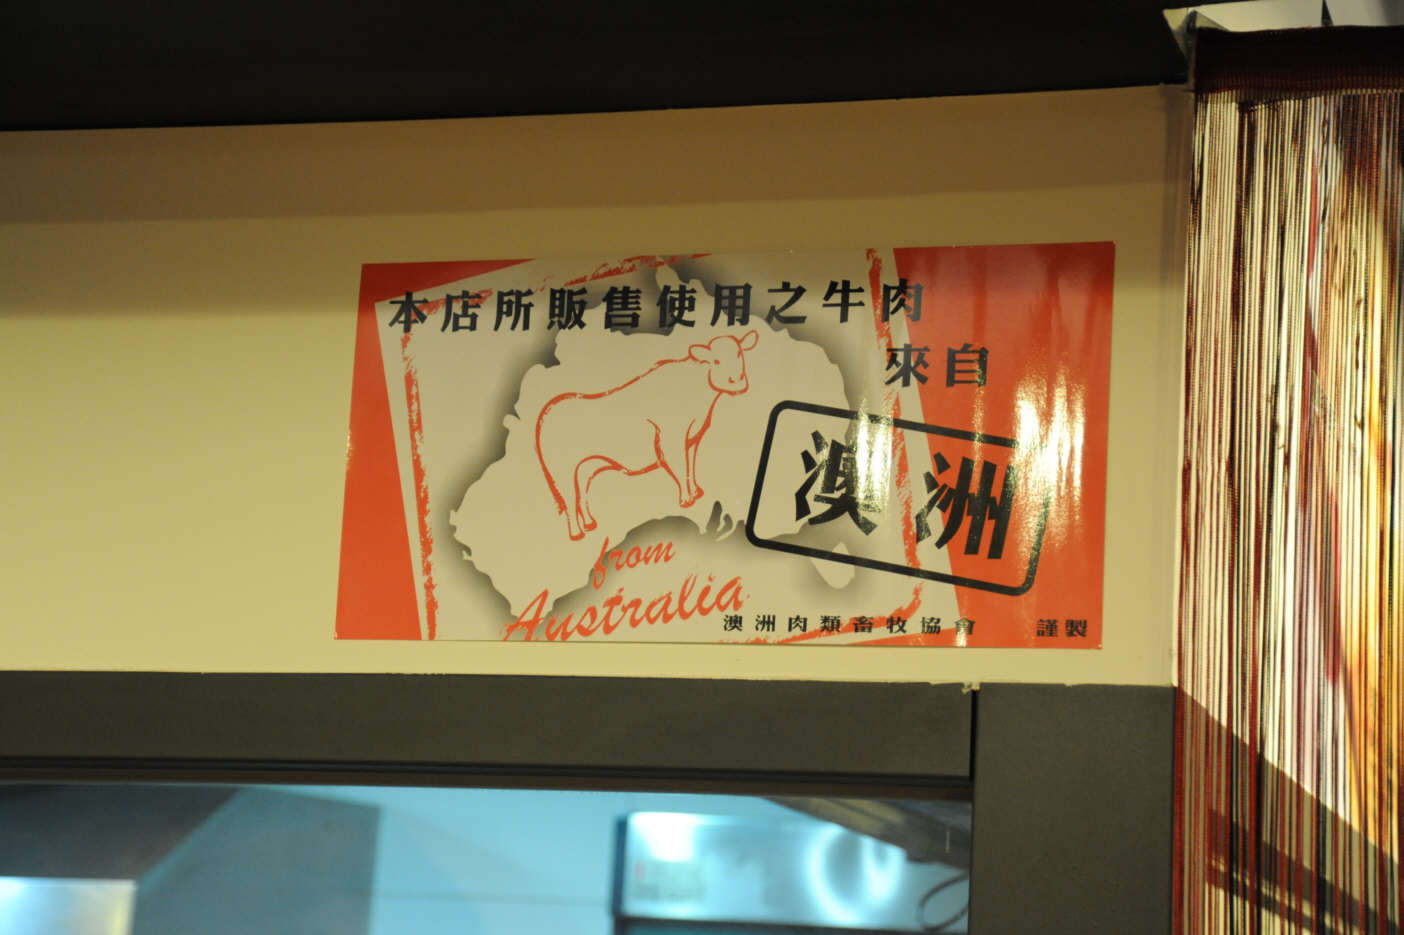 本店所販售使用之牛肉
來自
澳洲
from
Australia
澳洲肉類畜牧協會 謹製